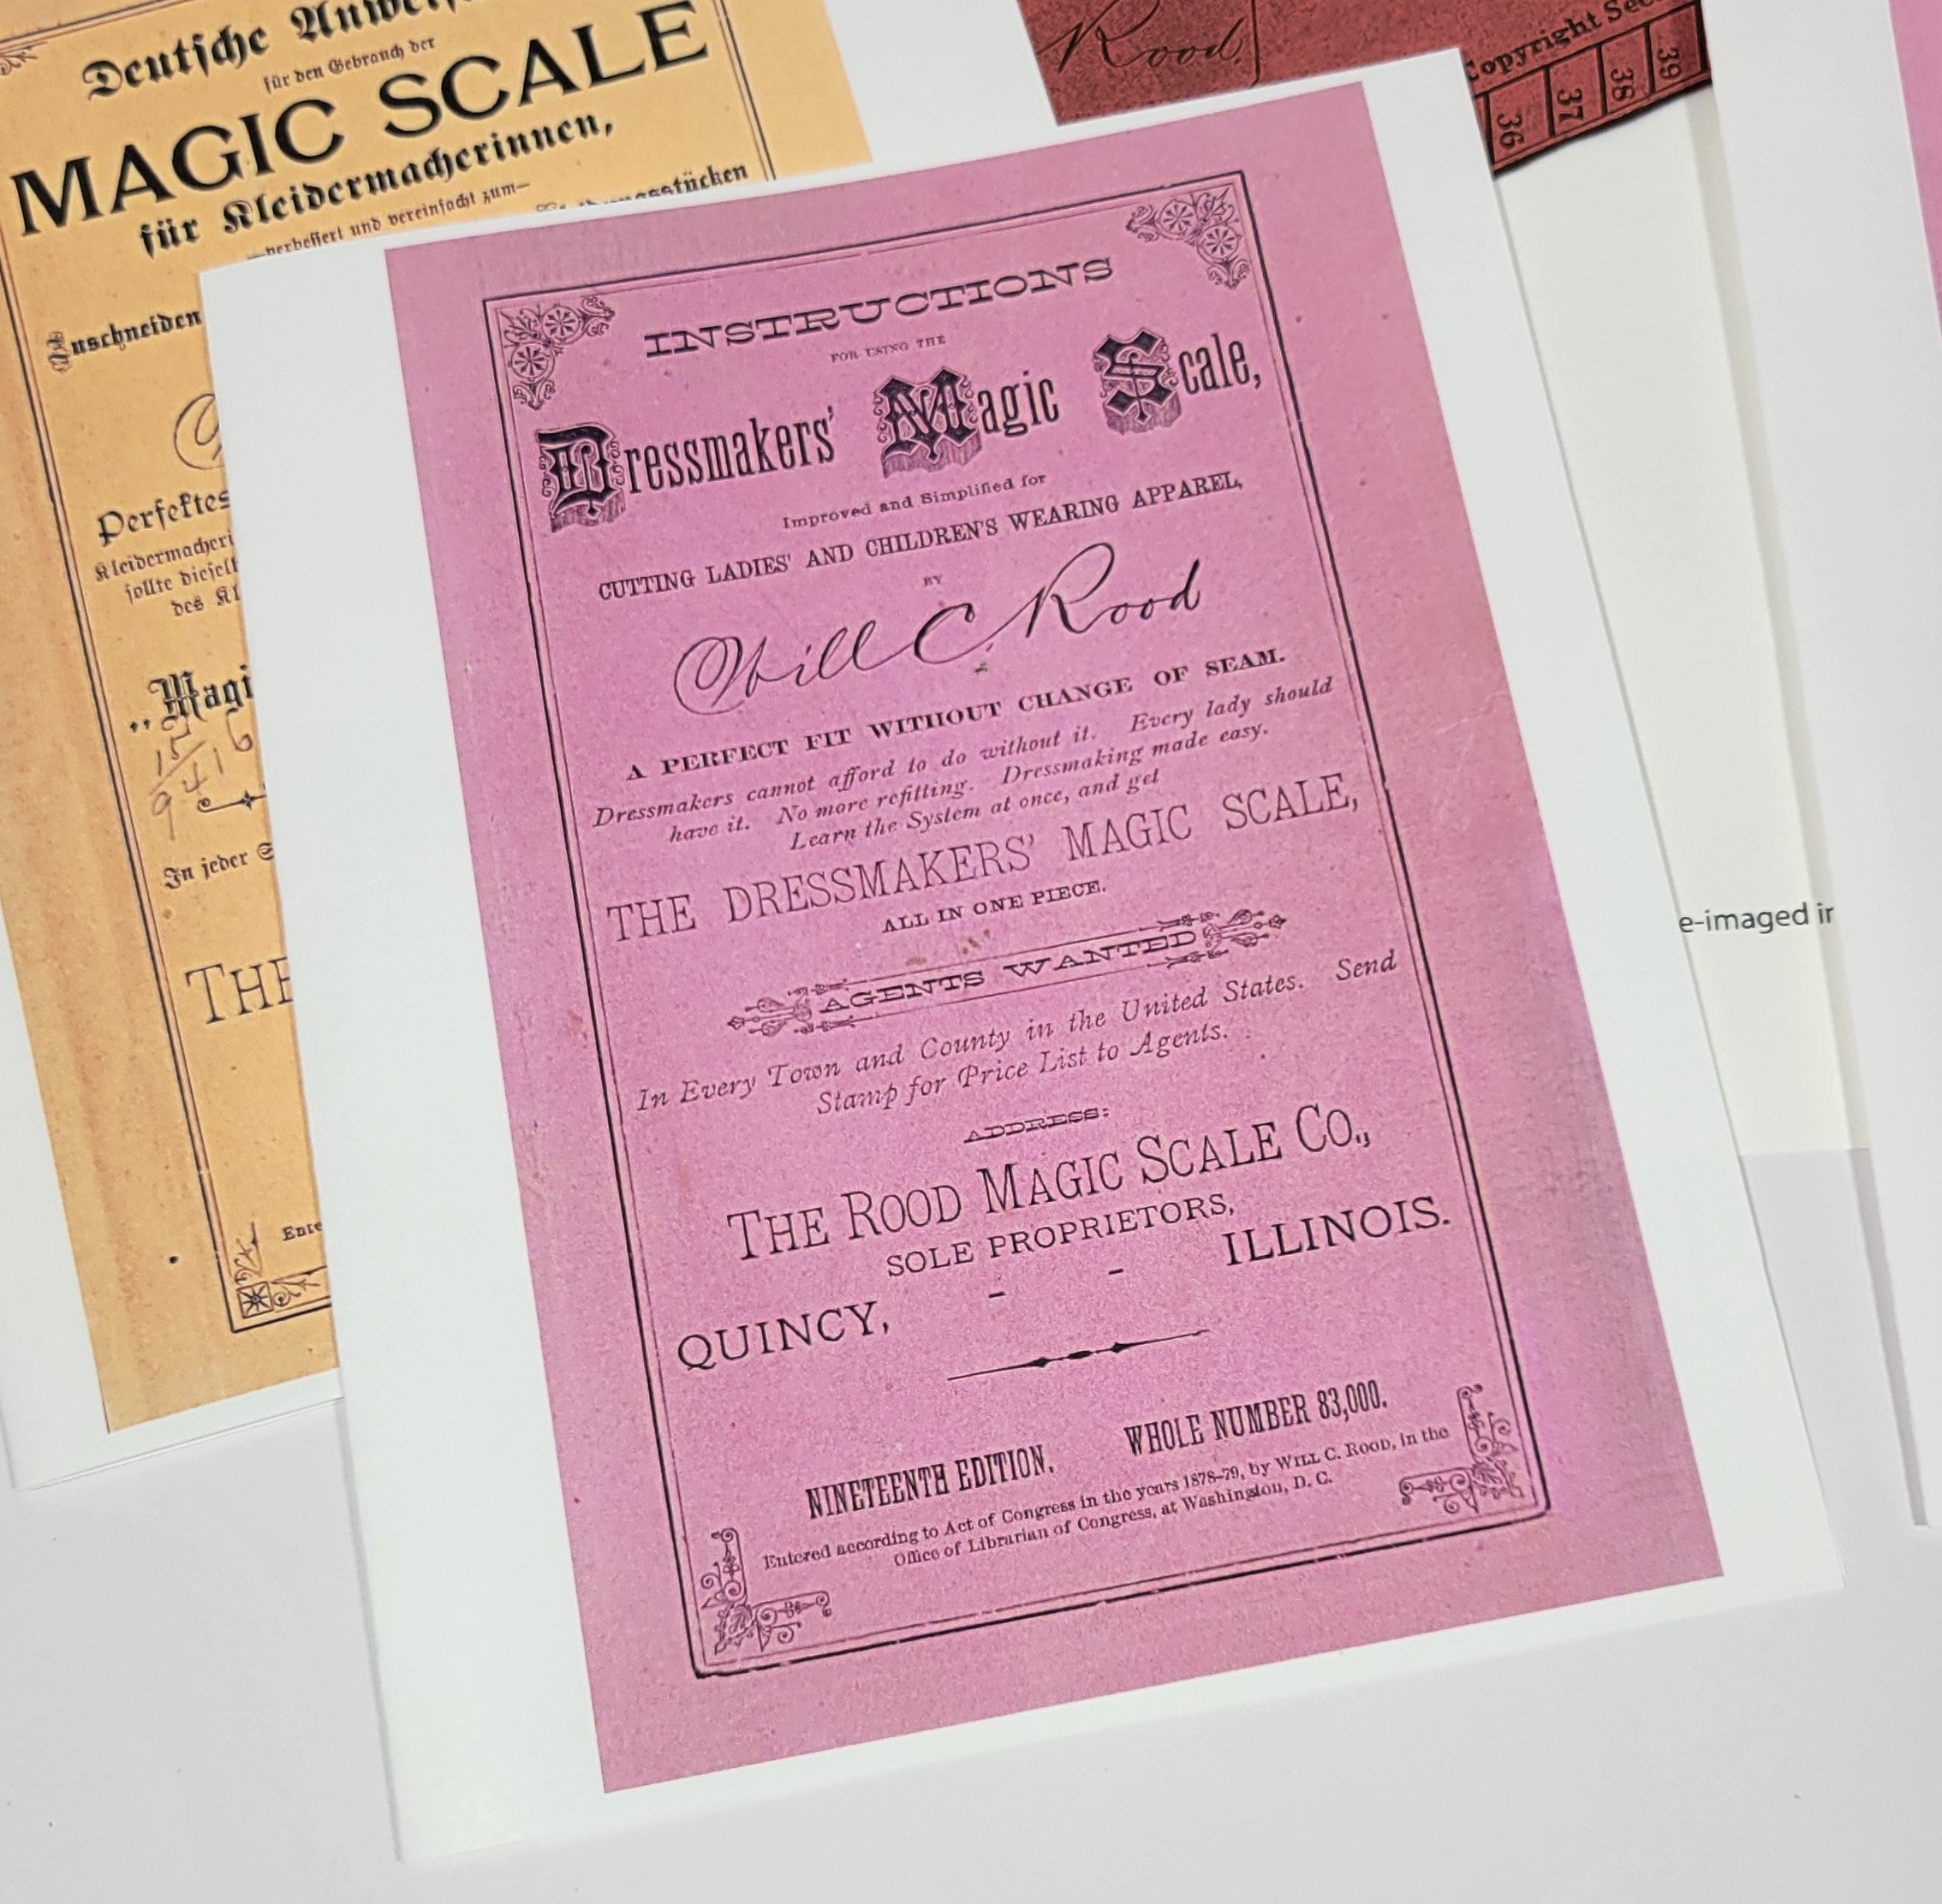 Deutsche
für den Gebrauch der
MAGIC SCALE
für Kleidermacherinnen,
verbessert und vereinfacht zum—
Zuschneiden
Perfektes
sollte
des
"Magi
15
9 4 16
In jeder
THE
Rood.
Copyright
36 37 38 39
INSTRUCTIONS
FOR USING THE
Dressmakers' Magic Scale,
Improved and Simplified for
CUTTING LADIES' AND CHILDREN'S WEARING APPAREL,
BY
Will C. Rood
A PERFECT FIT WITHOUT CHANGE OF SEAM.
Dressmakers cannot afford to do without it. Every lady should
have it. No more refitting. Dressmaking made easy.
Learn the System at once, and get
THE DRESSMAKERS' MAGIC SCALE,
ALL IN ONE PIECE.
AGENTS WANTED
In Every Town and County in the United States. Send
Stamp for Price List to Agents.
ADDRESS:
THE ROOD MAGIC SCALE CO.,
SOLE PROPRIETORS,
QUINCY, - - ILLINOIS.
NINETEENTH EDITION. WHOLE NUMBER 83,000.
Entered according to Act of Congress in the years 1878-79, by WILL C. ROOD, in the
Office of Librarian of Congress, at Washington, D. C.
e-imaged in